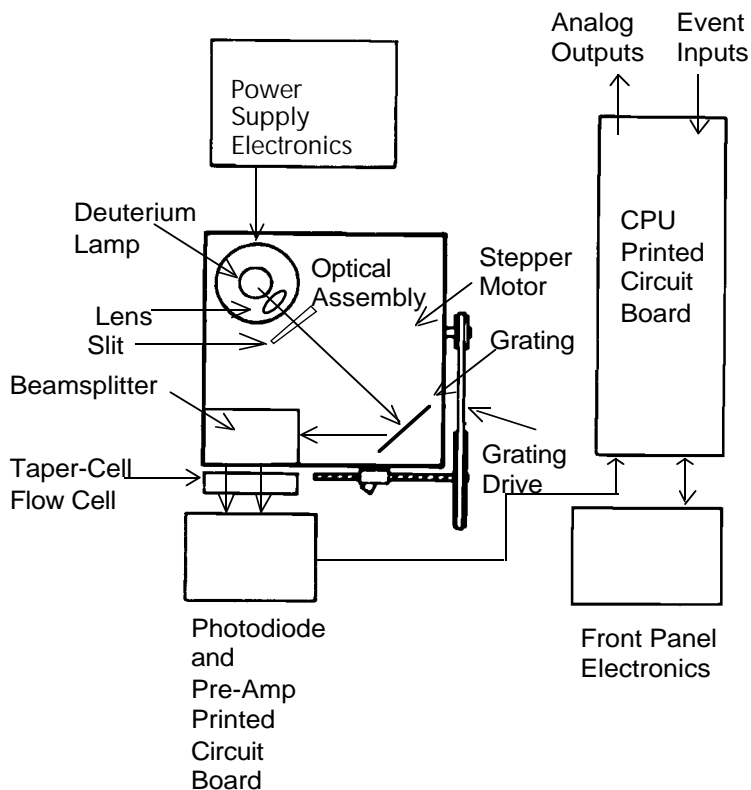 Analog
Outputs
Event
Inputs
Power
Supply
Electronics
Deuterium
Lamp
Optical
Assembly
Stepper
Motor
CPU
Printed
Circuit
Board
Lens
Slit
Grating
Beamsplitter
Grating
Drive
Taper-Cell
Flow Cell
Photodiode
and
Pre-Amp
Printed
Circuit
Board
Front Panel
Electronics